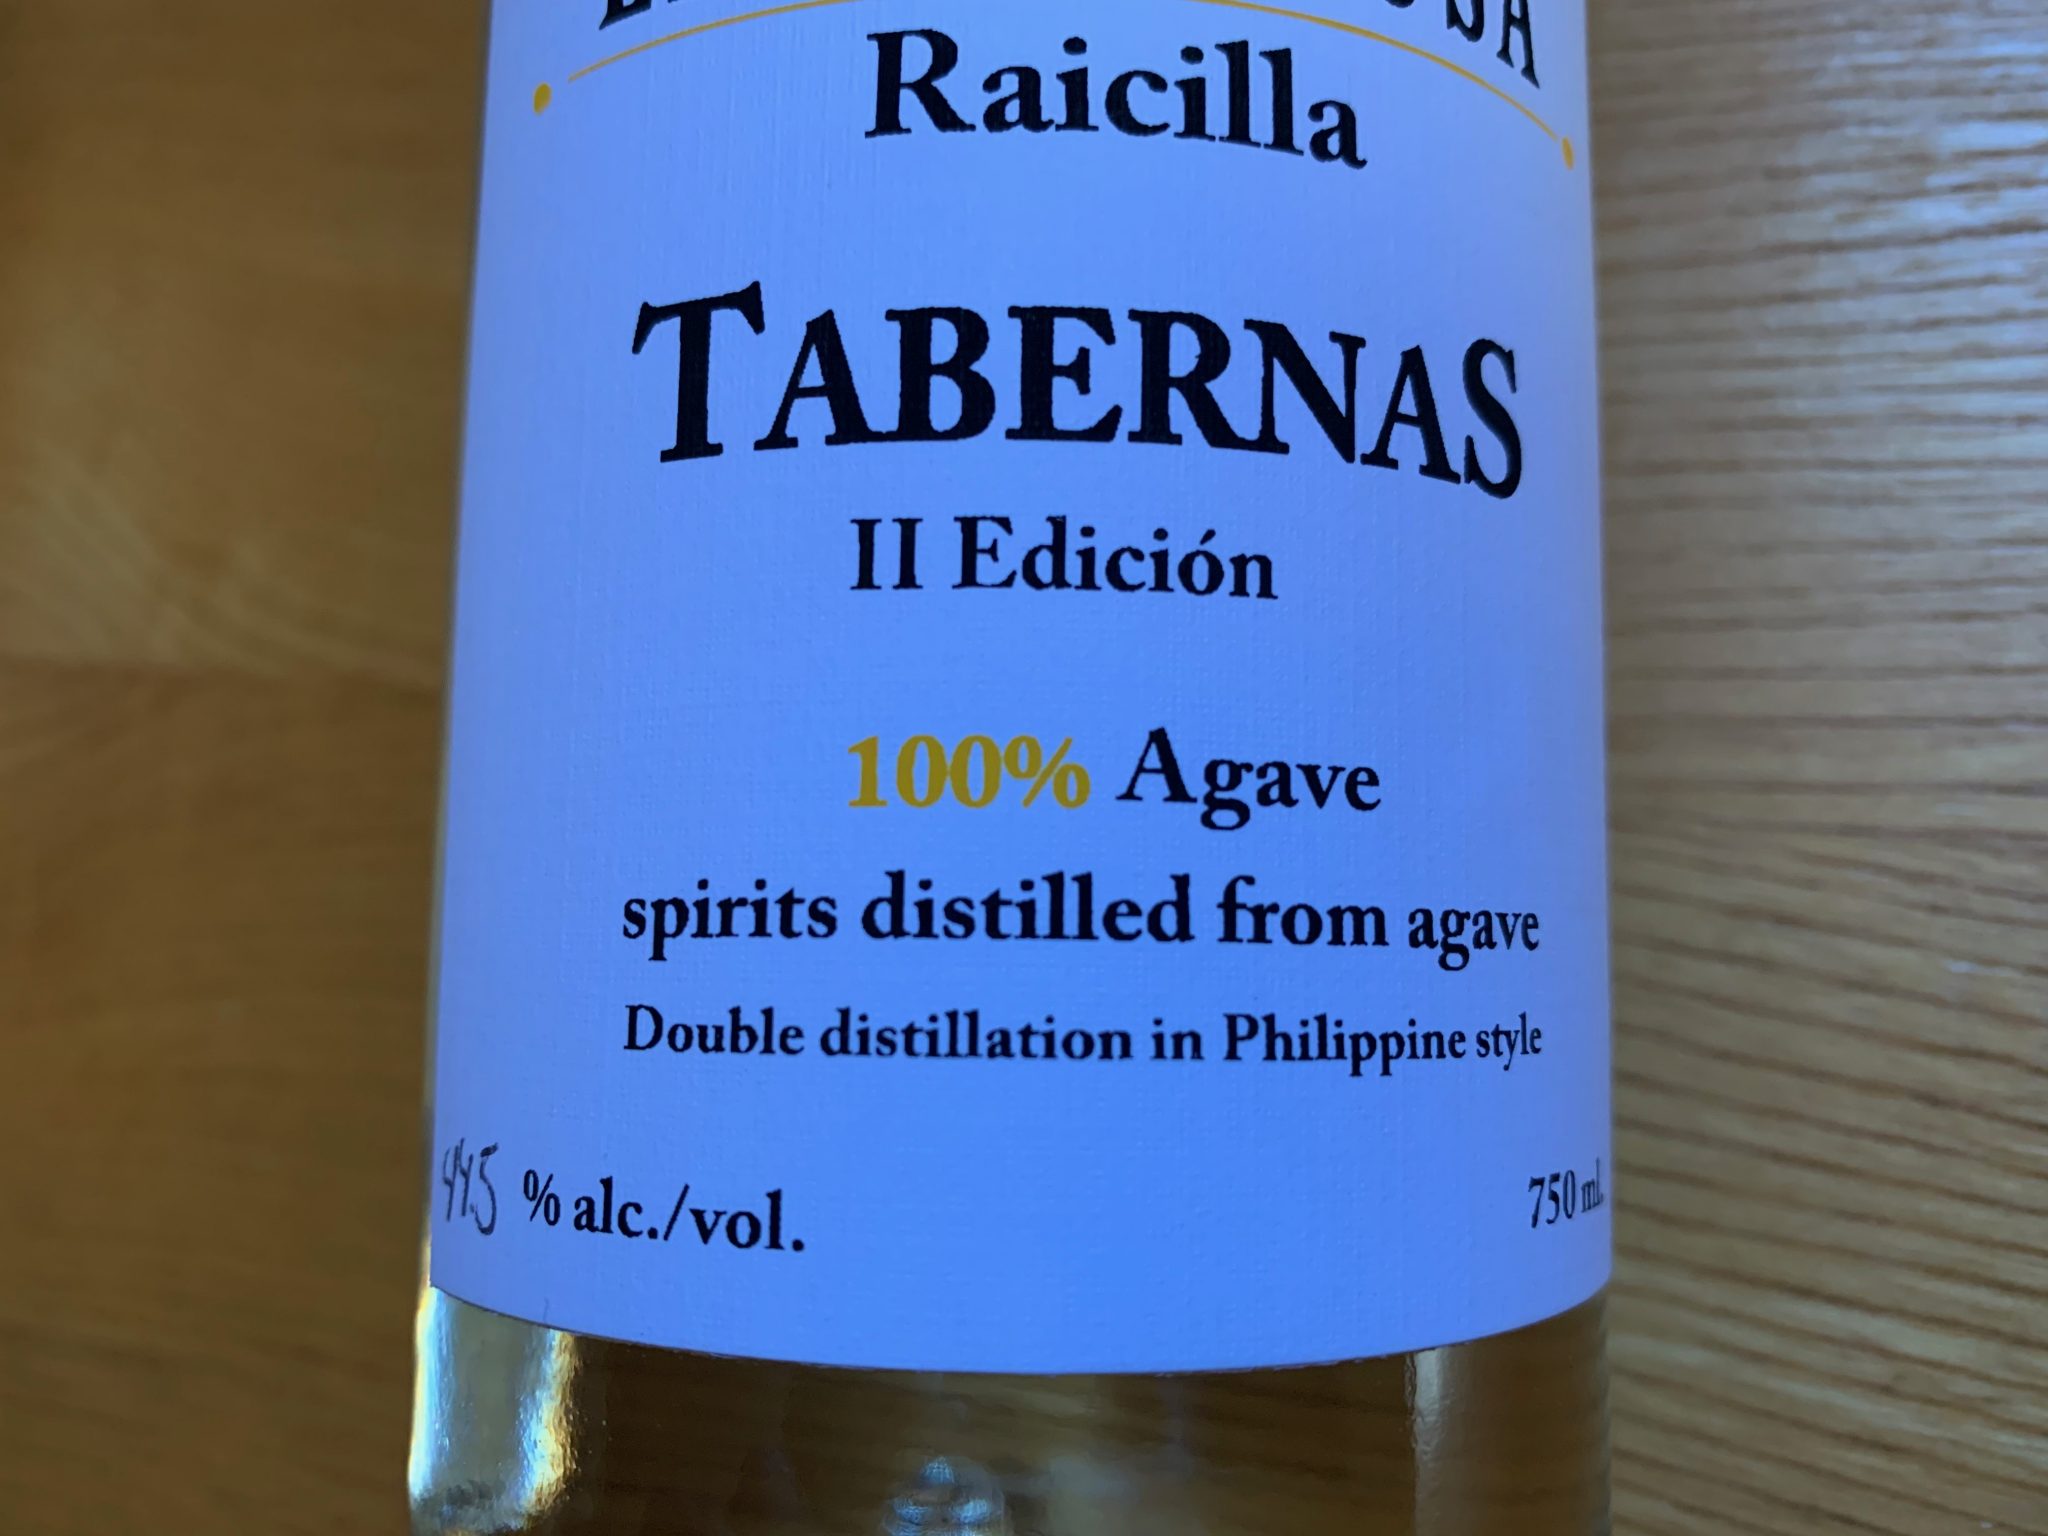 Raicilla
TABERNAS
II Edición
100% Agave
spirits distilled from agave
Double distillation in Philippine style
44.5 % alc./vol.
750 ml.